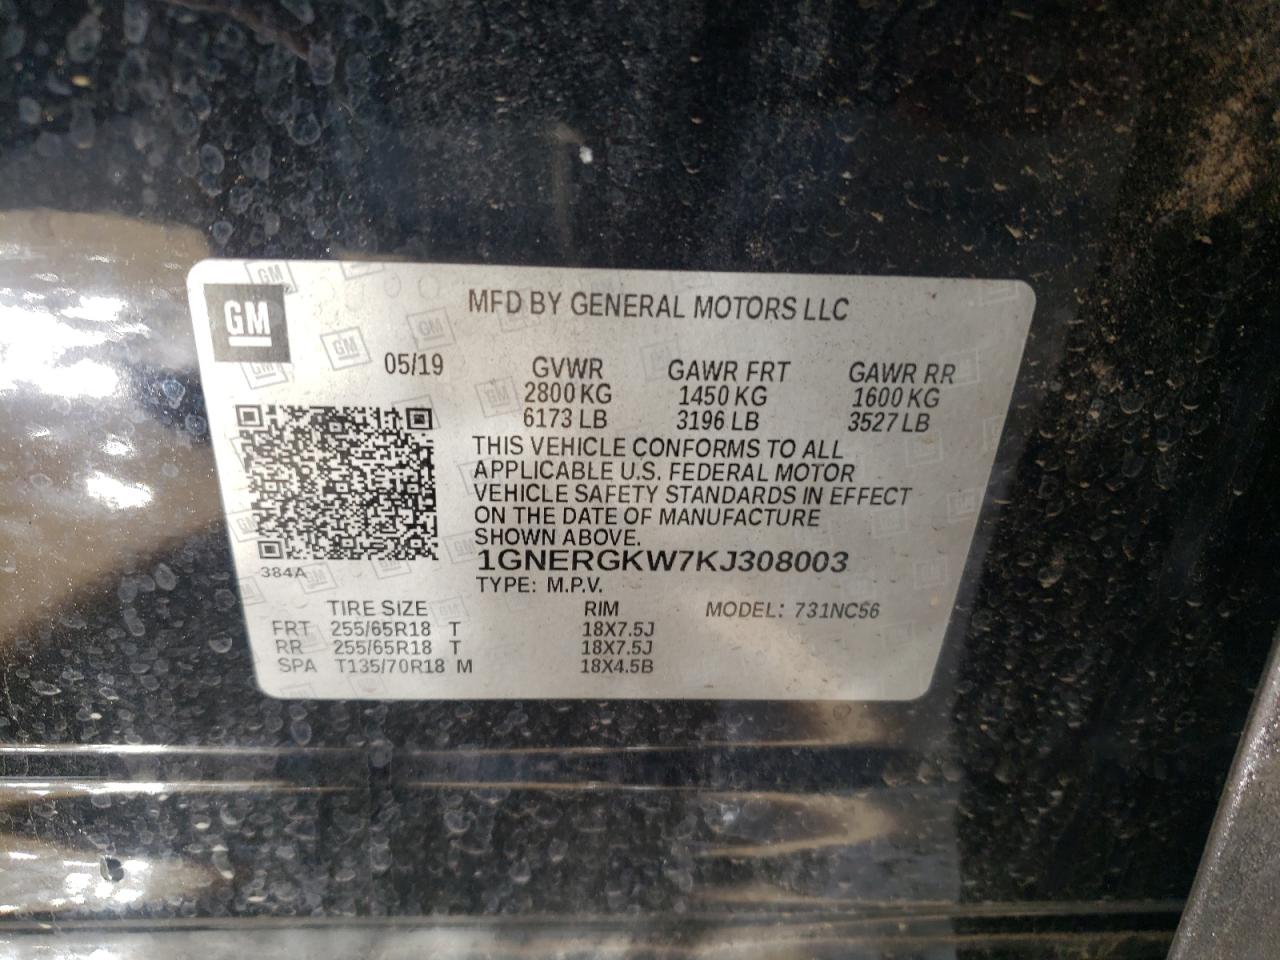 GM
MFD BY GENERAL MOTORS LLC
05/19 GVWR GAWR FRT GAWR RR
2800 KG 1450 KG 1600 KG
6173 LB 3196 LB 3527 LB
THIS VEHICLE CONFORMS TO ALL
APPLICABLE U.S. FEDERAL MOTOR
VEHICLE SAFETY STANDARDS IN EFFECT
ON THE DATE OF MANUFACTURE
SHOWN ABOVE.
1GNERGKW7KJ308003
384A
TYPE: M.P.V.
TIRE SIZE RIM MODEL: 731NC56
FRT 255/65R18 T 18X7.5J
RR 255/65R18 T 18X7.5J
SPA T135/70R18 M 18X4.5B